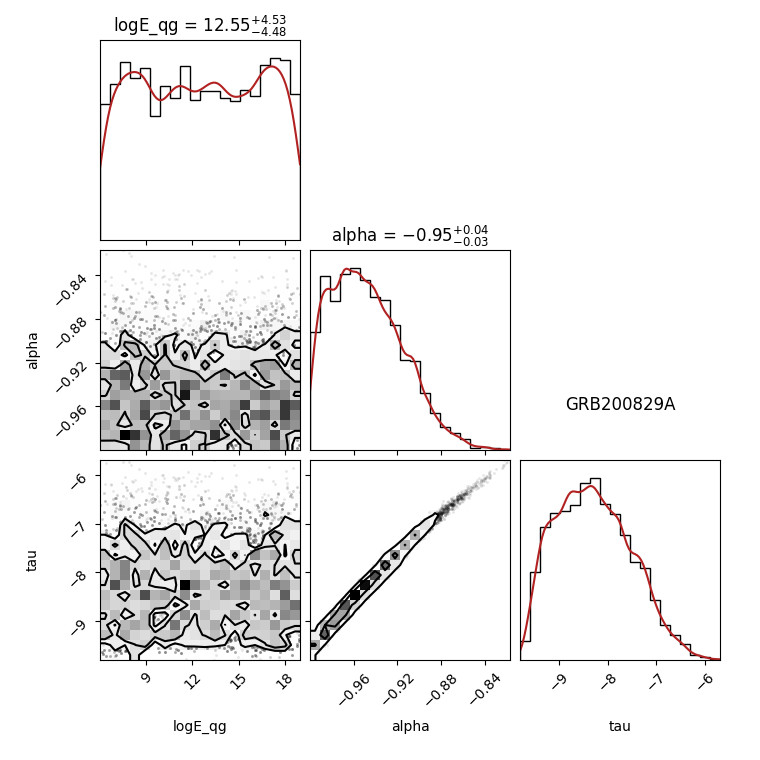 logE_qg = 12.55$^{+4.53}_{-4.48}$
alpha = −0.95$^{+0.04}_{-0.03}$
alpha
−0.84
−0.88
−0.92
−0.96
GRB200829A
tau
−6
−7
−8
−9
9 12 15 18
−0.96 −0.92 −0.88 −0.84
−9 −8 −7 −6
logE_qg alpha tau